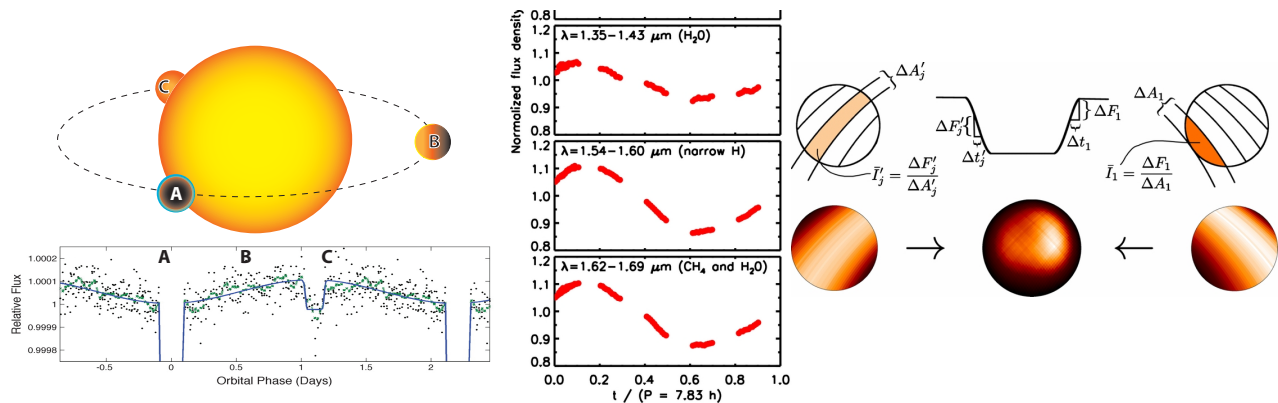 C
B
A
A B C
1.0002
1.0001
1
0.9999
0.9998
Relative Flux
-0.5 0 0.5 1 1.5 2
Orbital Phase (Days)
Normalized flux density
0.8
λ=1.35−1.43 μm (H₂O)
1.2
1.1
1.0
0.9
0.8
λ=1.54−1.60 μm (narrow H)
1.2
1.1
1.0
0.9
0.8
λ=1.62−1.69 μm (CH₄ and H₂O)
1.2
1.1
1.0
0.9
0.8
0.0 0.2 0.4 0.6 0.8 1.0
t / (P = 7.83 h)
ΔA′ⱼ
Ī′ⱼ = ΔF′ⱼ / ΔA′ⱼ
ΔF′ⱼ
Δt′ⱼ
ΔF₁
Δt₁
ΔA₁
Ī₁ = ΔF₁ / ΔA₁